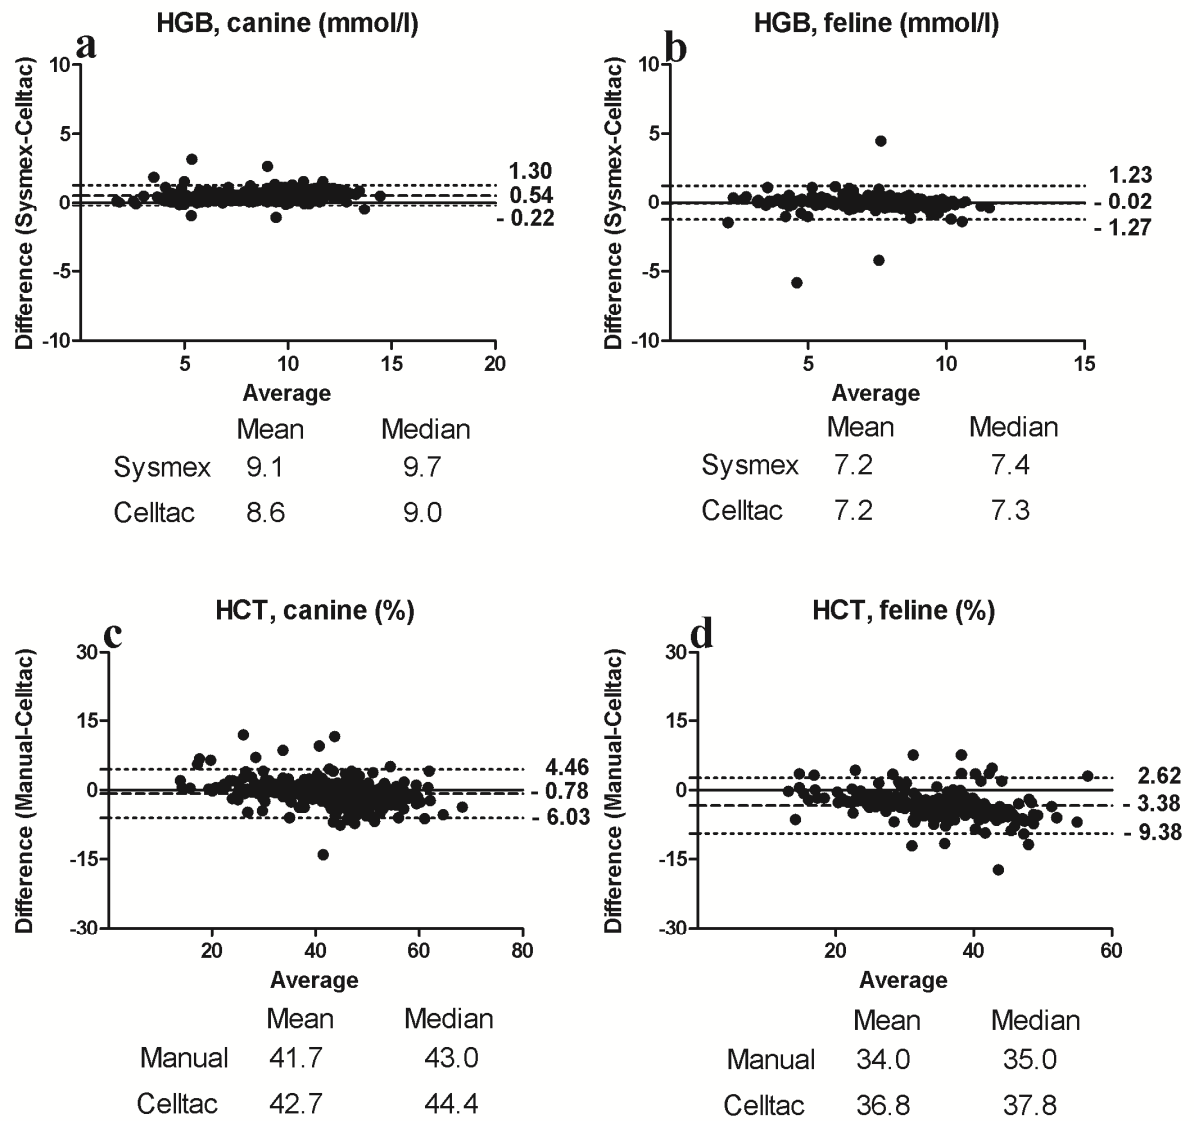 HGB, canine (mmol/l)
a
Difference (Sysmex-Celltac)
10
5
0
-5
-10
1.30
0.54
- 0.22
5 10 15 20
Average
Mean Median
Sysmex 9.1 9.7
Celltac 8.6 9.0
HGB, feline (mmol/l)
b
Difference (Sysmex-Celltac)
10
5
0
-5
-10
1.23
- 0.02
- 1.27
5 10 15
Average
Mean Median
Sysmex 7.2 7.4
Celltac 7.2 7.3
HCT, canine (%)
c
Difference (Manual-Celltac)
30
15
0
-15
-30
4.46
- 0.78
- 6.03
20 40 60 80
Average
Mean Median
Manual 41.7 43.0
Celltac 42.7 44.4
HCT, feline (%)
d
Difference (Manual-Celltac)
30
15
0
-15
-30
2.62
- 3.38
- 9.38
20 40 60
Average
Mean Median
Manual 34.0 35.0
Celltac 36.8 37.8